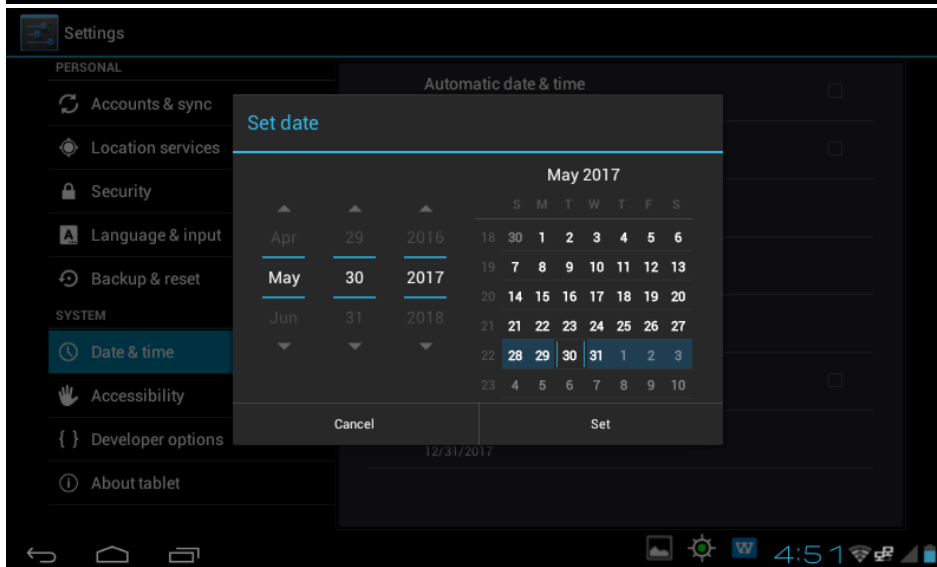 Settings
PERSONAL
Accounts & sync
Location services
Security
Language & input
Backup & reset
SYSTEM
Date & time
Accessibility
Developer options
About tablet
Automatic date & time
Set date
Apr 29 2016
May 30 2017
Jun 31 2018
May 2017
S M T W T F S
18 30 1 2 3 4 5 6
19 7 8 9 10 11 12 13
20 14 15 16 17 18 19 20
21 21 22 23 24 25 26 27
22 28 29 30 31 1 2 3
23 4 5 6 7 8 9 10
Cancel Set
12/31/2017
W 4:51